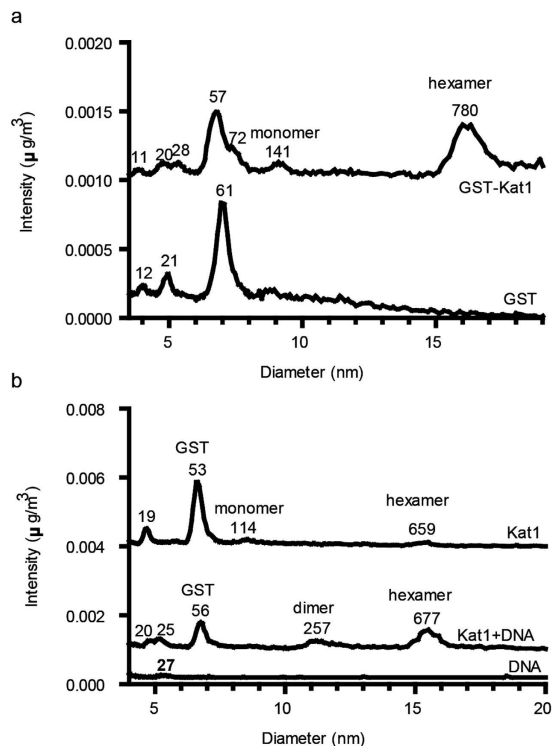 a
Intensity (µ g/m³)
0.0020
0.0015
0.0010
0.0005
0.0000
hexamer
57
780
72 monomer
11 20 28 141
GST-Kat1
61
12 21
GST
5 10 15
Diameter (nm)
b
Intensity (µ g/m³)
0.008
0.006
0.004
0.002
0.000
GST
53
19 monomer hexamer
114 659
Kat1
GST
56 dimer hexamer
20 25 257 677
Kat1+DNA
27 DNA
5 10 15 20
Diameter (nm)